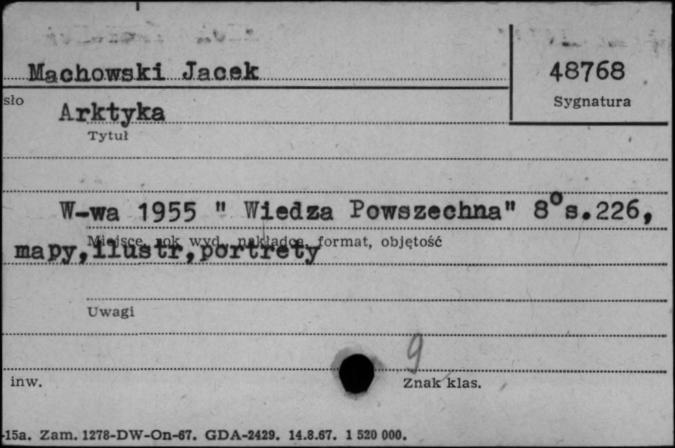 Machowski Jacek
48768
sło
Sygnatura
Arktyka
Tytuł
W-wa 1955 " Wiedza Powszechna" 8° s.226,
Miejsce, rok wyd., nakładca, format, objętość
mapy,ilustr,portrety
Uwagi
9
inw.
Znak klas.
-15a. Zam. 1278-DW-On-67. GDA-2429. 14.8.67. 1 520 000.